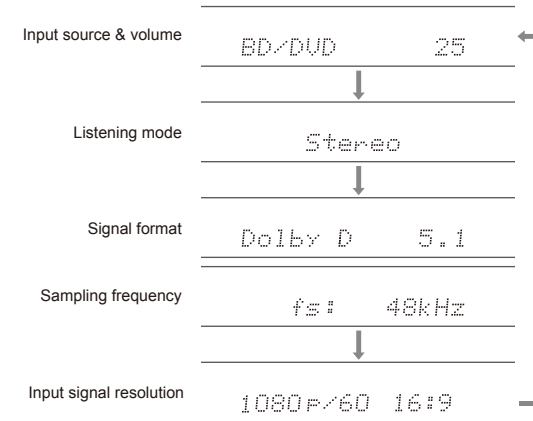 Input source & volume BD/DVD 25
Listening mode Stereo
Signal format Dolby D 5.1
Sampling frequency fs: 48kHz
Input signal resolution 1080p/60 16:9